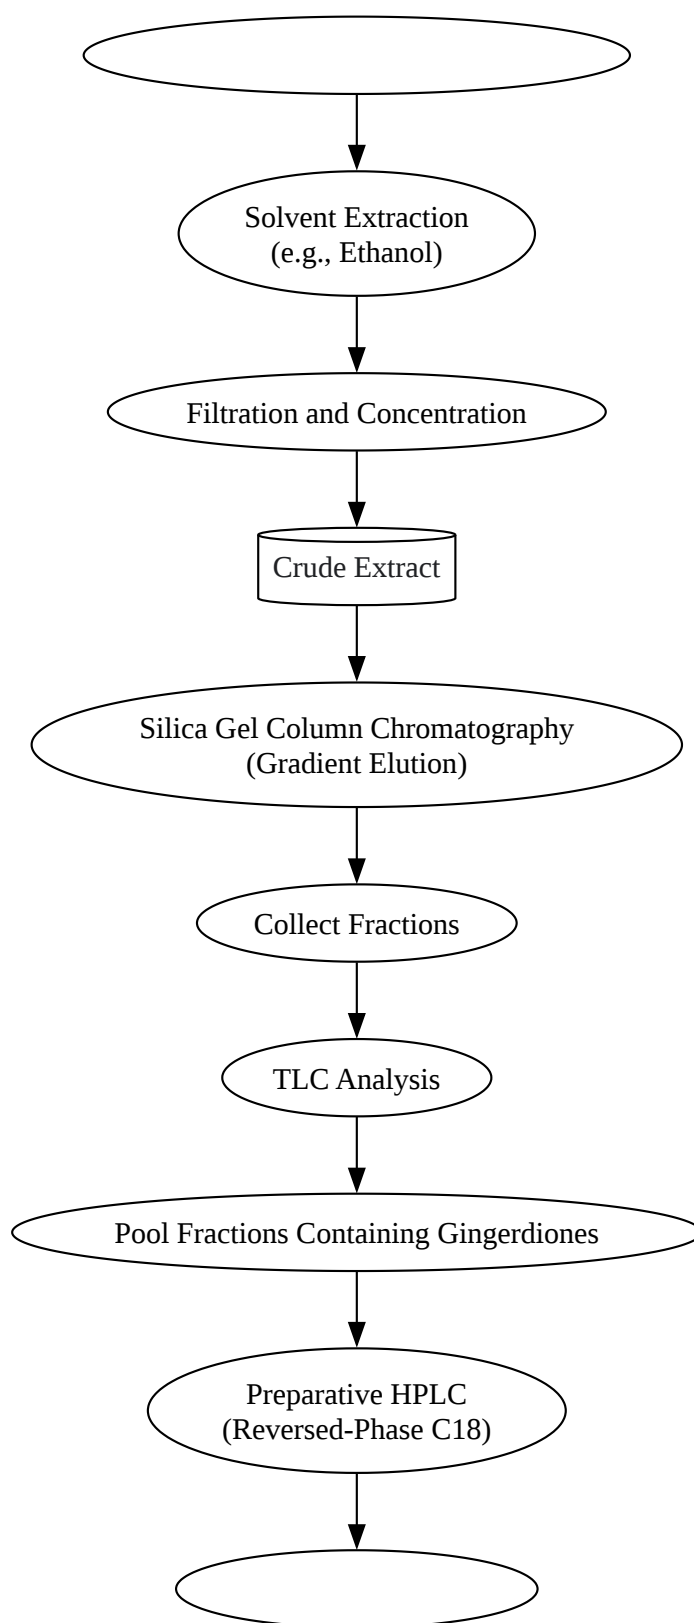 Solvent Extraction
(e.g., Ethanol)
Filtration and Concentration
Crude Extract
Silica Gel Column Chromatography
(Gradient Elution)
Collect Fractions
TLC Analysis
Pool Fractions Containing Gingerdiones
Preparative HPLC
(Reversed-Phase C18)